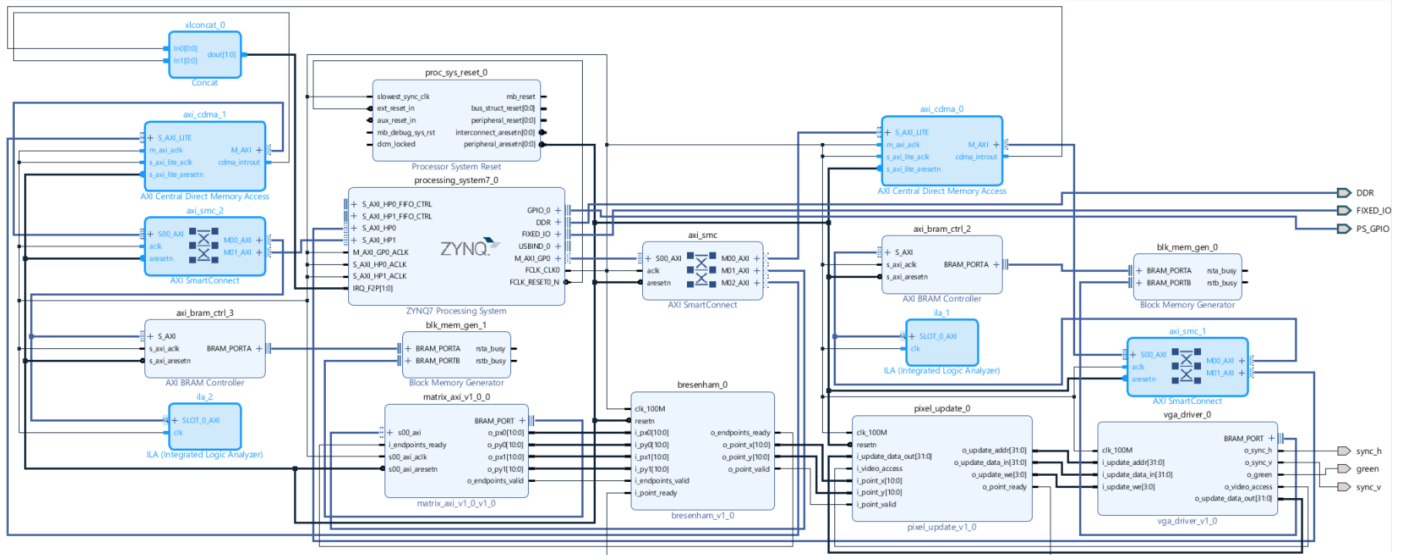 xlconcat_0
In0[0:0]
In1[0:0]
dout[1:0]
Concat
proc_sys_reset_0
slowest_sync_clk
ext_reset_in
aux_reset_in
mb_debug_sys_rst
dcm_locked
mb_reset
bus_struct_reset[0:0]
peripheral_reset[0:0]
interconnect_aresetn[0:0]
peripheral_aresetn[0:0]
Processor System Reset
axi_cdma_1
S_AXI_LITE
m_axi_aclk
s_axi_lite_aclk
s_axi_lite_aresetn
M_AXI
cdma_introut
AXI Central Direct Memory Access
axi_cdma_0
S_AXI_LITE
m_axi_aclk
s_axi_lite_aclk
s_axi_lite_aresetn
M_AXI
cdma_introut
AXI Central Direct Memory Access
processing_system7_0
S_AXI_HP0_FIFO_CTRL
S_AXI_HP1_FIFO_CTRL
S_AXI_HP0
S_AXI_HP1
M_AXI_GP0_ACLK
S_AXI_HP0_ACLK
S_AXI_HP1_ACLK
IRQ_F2P[1:0]
ZYNQ
GPIO_0
DDR
FIXED_IO
USBIND_0
M_AXI_GP0
FCLK_CLK0
FCLK_RESET0_N
ZYNQ7 Processing System
DDR
FIXED_IO
PS_GPIO
axi_smc_2
S00_AXI
aclk
aresetn
M00_AXI
M01_AXI
AXI SmartConnect
axi_smc
S00_AXI
aclk
aresetn
M00_AXI
M01_AXI
M02_AXI
AXI SmartConnect
axi_bram_ctrl_2
S_AXI
s_axi_aclk
s_axi_aresetn
BRAM_PORTA
AXI BRAM Controller
blk_mem_gen_0
BRAM_PORTA
BRAM_PORTB
rsta_busy
rstb_busy
Block Memory Generator
axi_bram_ctrl_3
S_AXI
s_axi_aclk
s_axi_aresetn
BRAM_PORTA
AXI BRAM Controller
blk_mem_gen_1
BRAM_PORTA
BRAM_PORTB
rsta_busy
rstb_busy
Block Memory Generator
ila_1
SLOT_0_AXI
clk
ILA (Integrated Logic Analyzer)
axi_smc_1
S00_AXI
aclk
aresetn
M00_AXI
M01_AXI
AXI SmartConnect
ila_2
SLOT_0_AXI
clk
ILA (Integrated Logic Analyzer)
matrix_axi_v1_0_0
s00_axi
i_endpoints_ready
s00_axi_aclk
s00_axi_aresetn
BRAM_PORT
o_px0[10:0]
o_py0[10:0]
o_px1[10:0]
o_py1[10:0]
o_endpoints_valid
matrix_axi_v1_0_v1_0
bresenham_0
clk_100M
resetn
i_px0[10:0]
i_py0[10:0]
i_px1[10:0]
i_py1[10:0]
i_endpoints_valid
i_point_ready
o_endpoints_ready
o_point_x[10:0]
o_point_y[10:0]
o_point_valid
bresenham_v1_0
pixel_update_0
clk_100M
resetn
i_update_data_out[31:0]
i_video_access
i_point_x[10:0]
i_point_y[10:0]
i_point_valid
o_update_addr[31:0]
o_update_data_in[31:0]
o_update_we[3:0]
o_point_ready
pixel_update_v1_0
vga_driver_0
clk_100M
i_update_addr[31:0]
i_update_data_in[31:0]
i_update_we[3:0]
BRAM_PORT
o_sync_h
o_sync_v
o_green
o_video_access
o_update_data_out[31:0]
vga_driver_v1_0
sync_h
green
sync_v